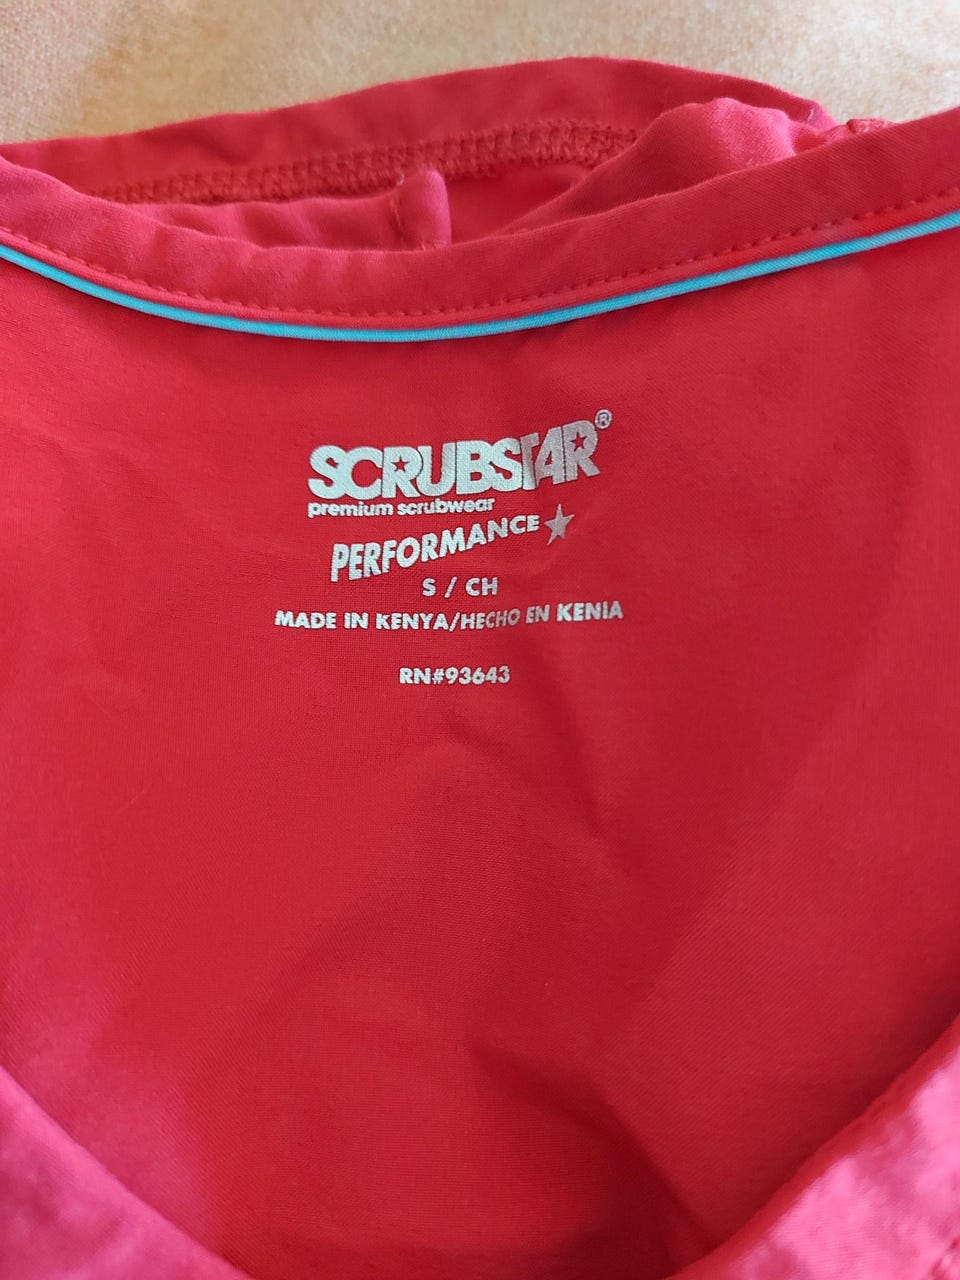 SCRUBSTAR®
premium scrubwear
PERFORMANCE
S / CH
MADE IN KENYA/HECHO EN KENIA
RN#93643